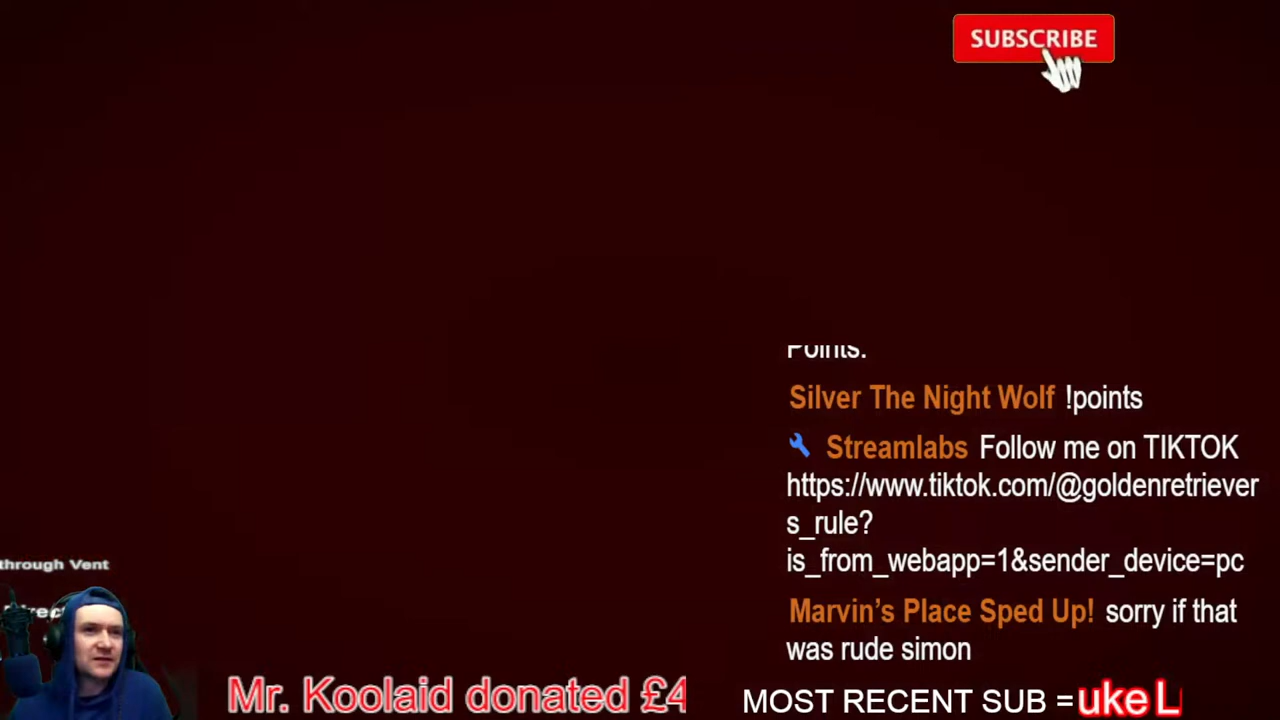 SUBSCRIBE
Points.
Silver The Night Wolf !points
Streamlabs Follow me on TIKTOK
https://www.tiktok.com/@goldenretriever
s_rule?
is_from_webapp=1&sender_device=pc
Marvin’s Place Sped Up! sorry if that
was rude simon
through Vent
Mr. Koolaid donated £4
MOST RECENT SUB = uke L